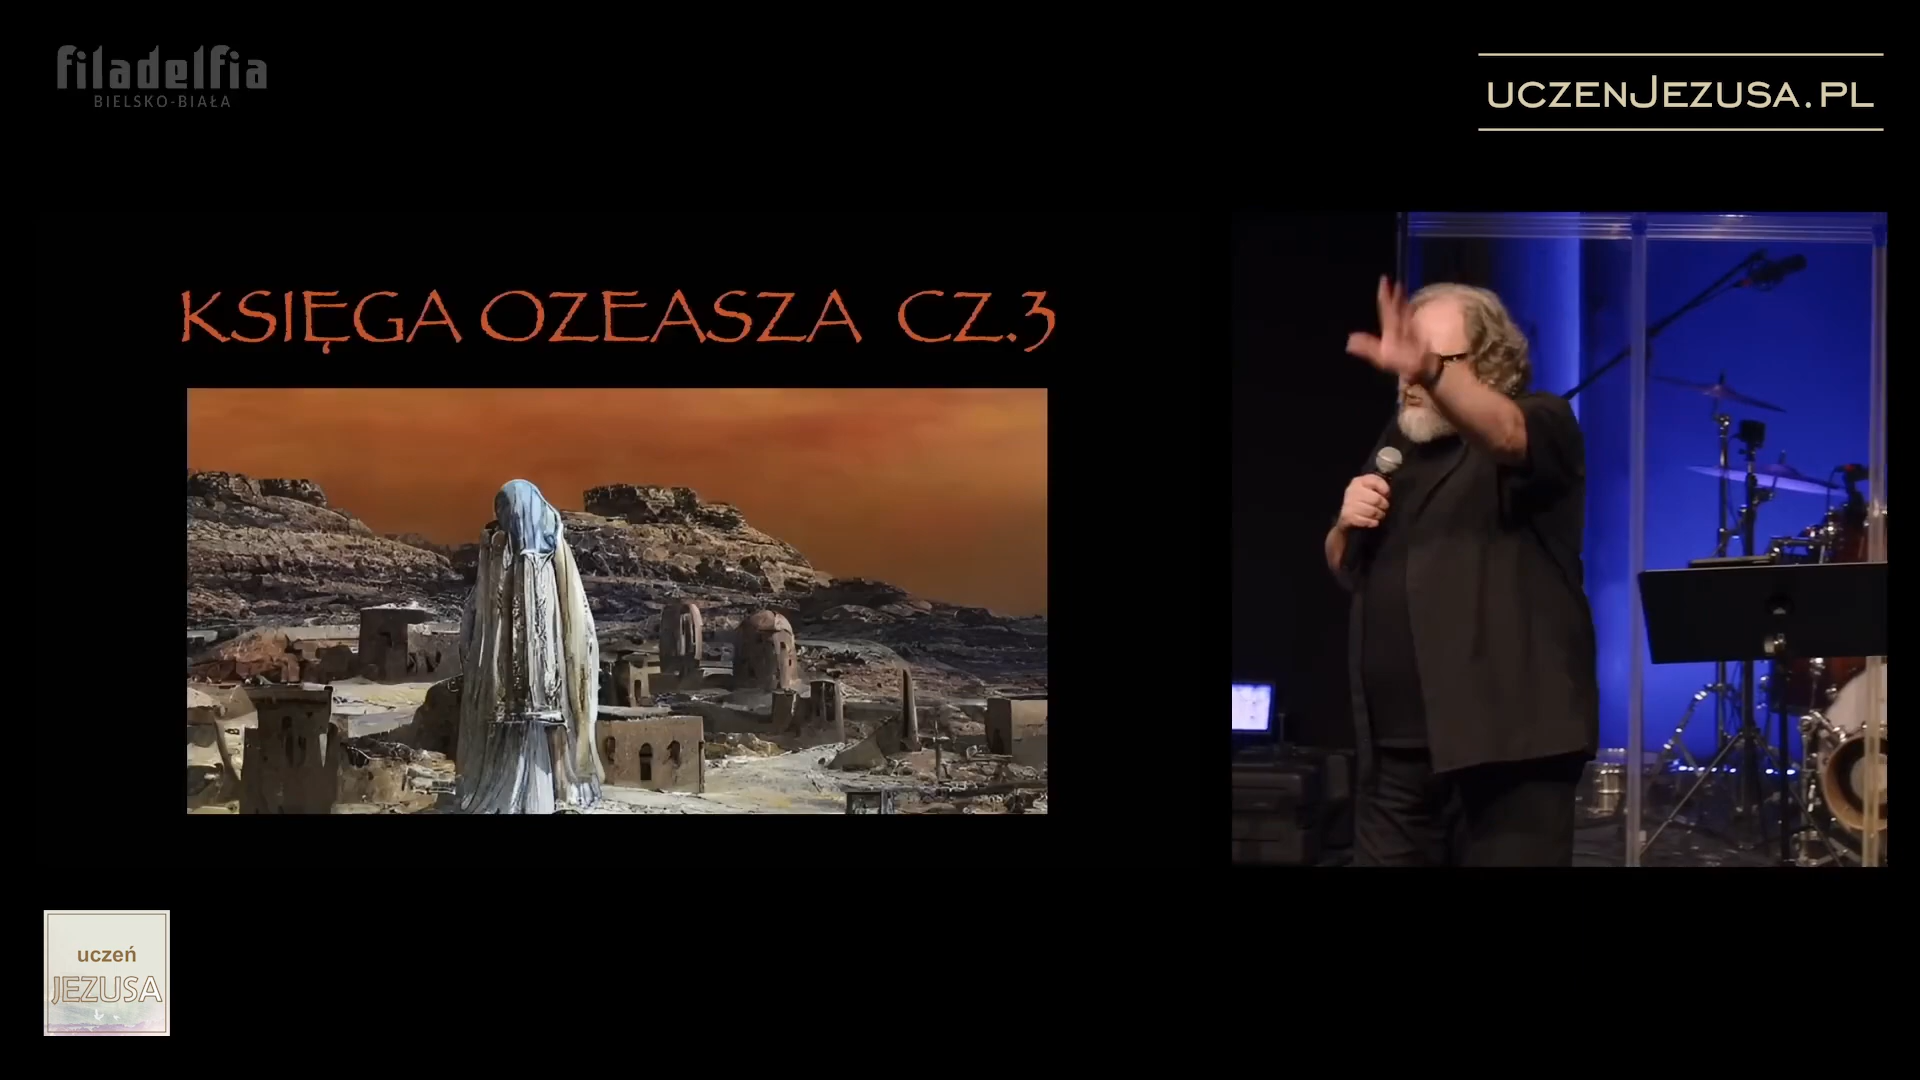 filadelfia
BIELSKO-BIAŁA
UCZENJEZUSA.PL
KSIĘGA OZEASZA CZ.3
uczeń
JEZUSA